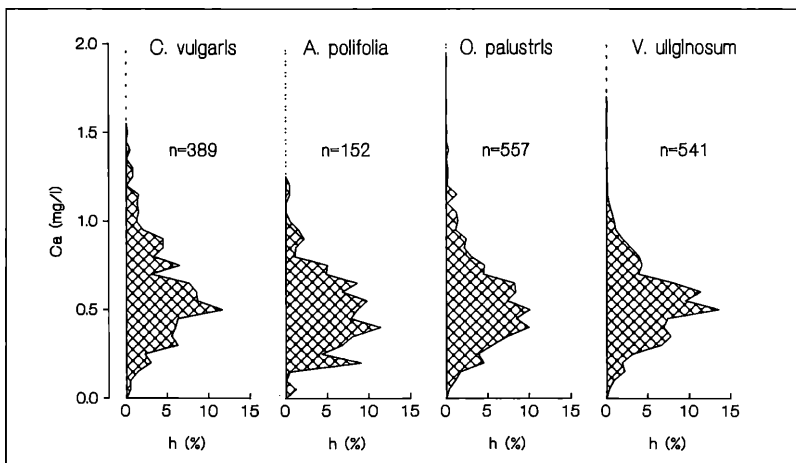 C. vulgaris A. polifolia O. palustris V. uliginosum
n=389 n=152 n=557 n=541
Ca (mg/l)
2.0
1.5
1.0
0.5
0.0
0 5 10 15 0 5 10 15 0 5 10 15 0 5 10 15
h (%) h (%) h (%) h (%)